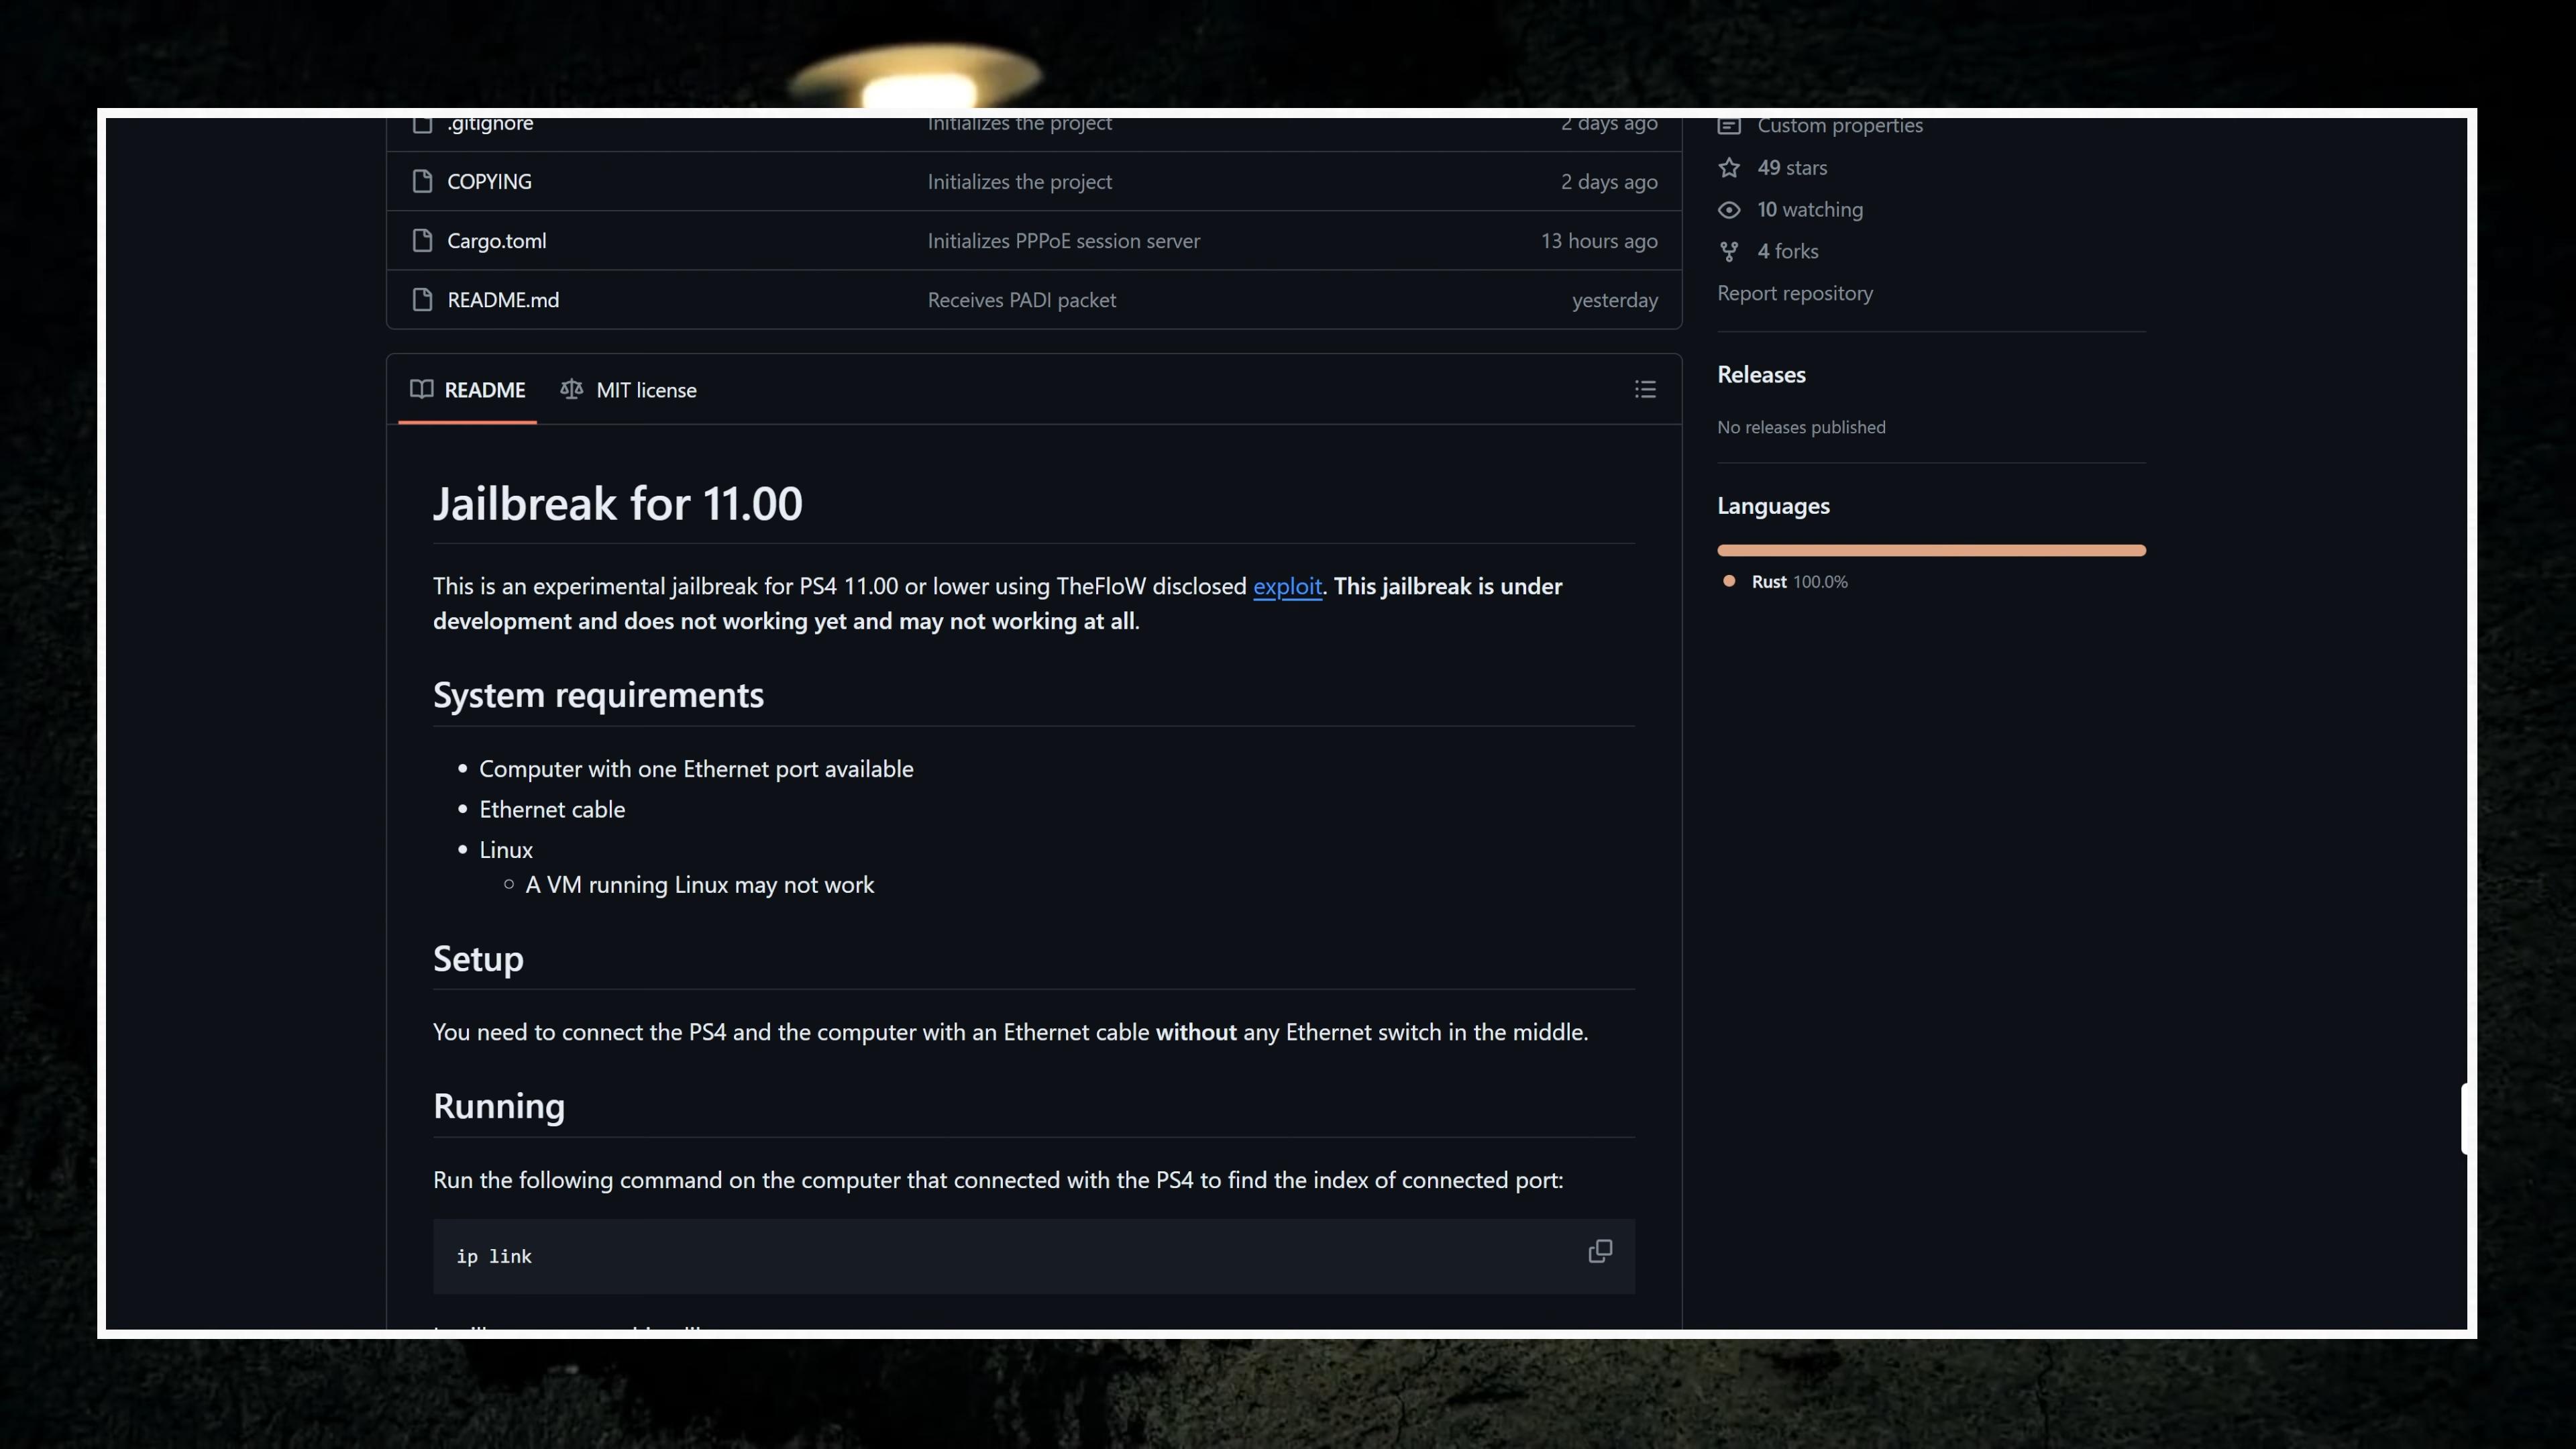 .gitignore Initializes the project 2 days ago
COPYING Initializes the project 2 days ago
Cargo.toml Initializes PPPoE session server 13 hours ago
README.md Receives PADI packet yesterday
README MIT license
Jailbreak for 11.00
This is an experimental jailbreak for PS4 11.00 or lower using TheFloW disclosed exploit. This jailbreak is under
development and does not working yet and may not working at all.
System requirements
Computer with one Ethernet port available
Ethernet cable
Linux
A VM running Linux may not work
Setup
You need to connect the PS4 and the computer with an Ethernet cable without any Ethernet switch in the middle.
Running
Run the following command on the computer that connected with the PS4 to find the index of connected port:
ip link
Custom properties
49 stars
10 watching
4 forks
Report repository
Releases
No releases published
Languages
Rust 100.0%